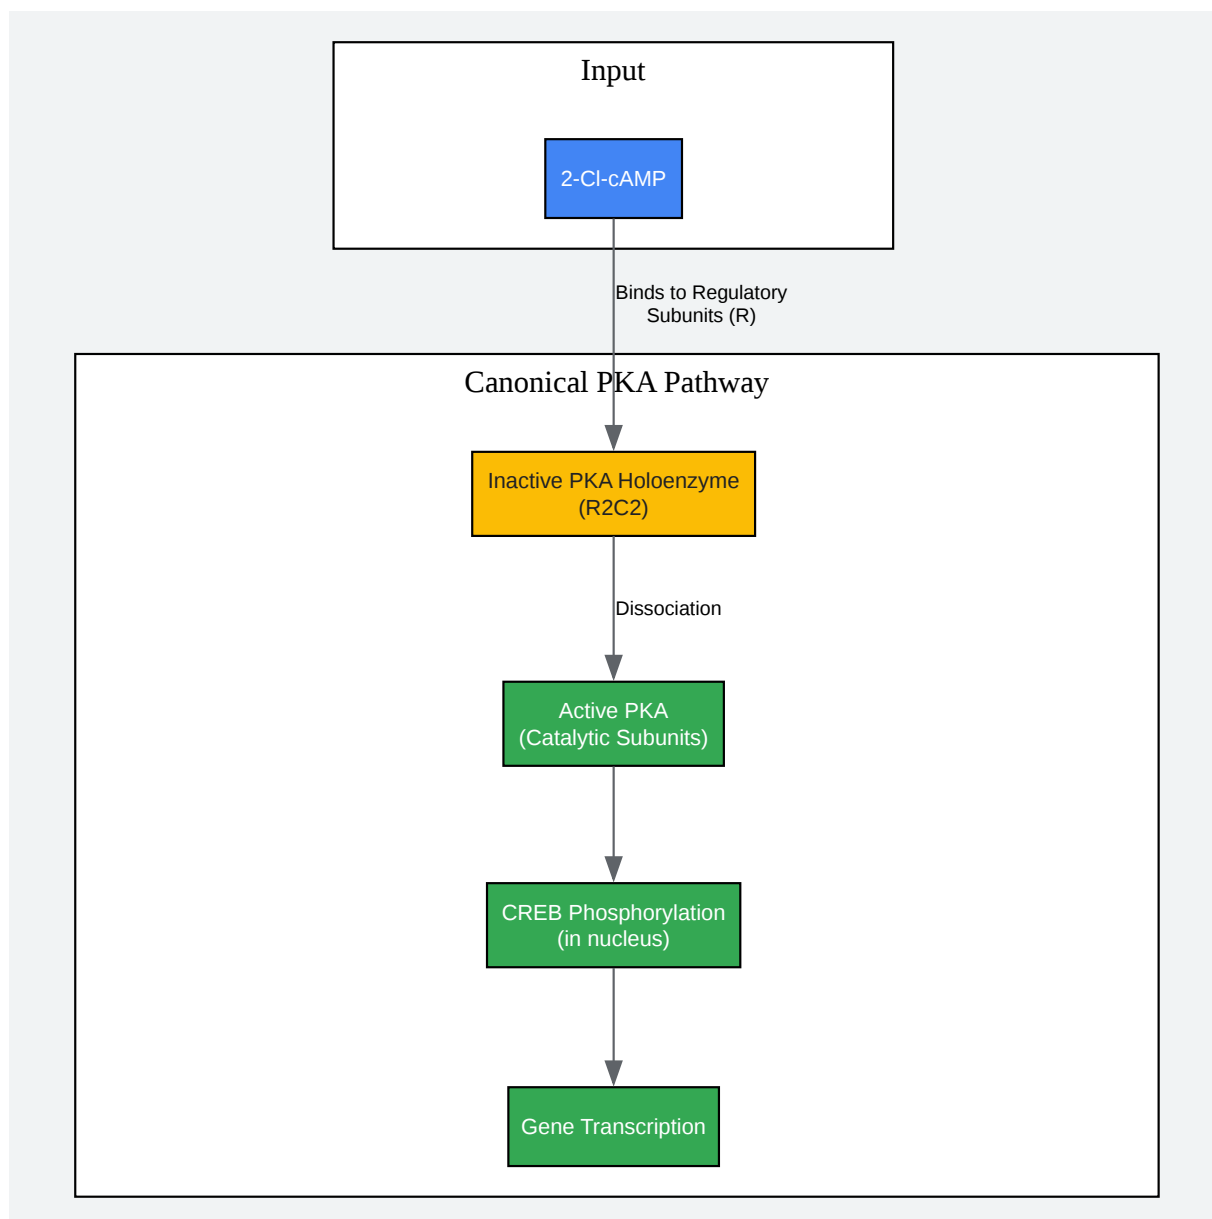 Input
2-Cl-cAMP
Binds to Regulatory
Subunits (R)
Canonical PKA Pathway
Inactive PKA Holoenzyme
(R2C2)
Dissociation
Active PKA
(Catalytic Subunits)
CREB Phosphorylation
(in nucleus)
Gene Transcription